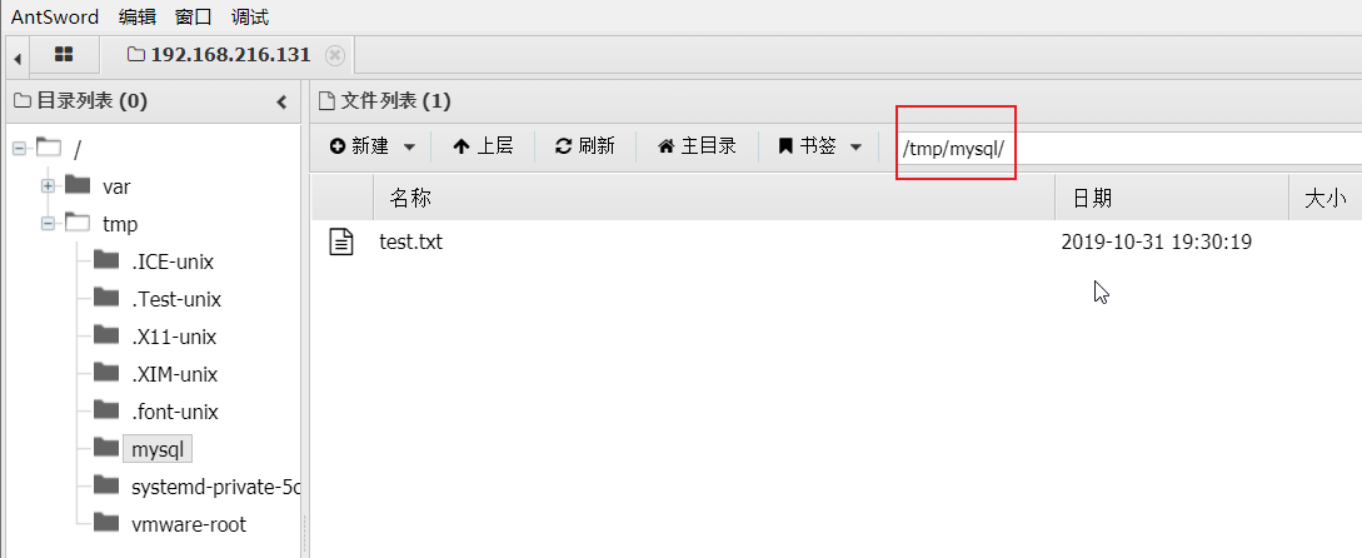 AntSword 编辑 窗口 调试
192.168.216.131
目录列表 (0)
文件列表 (1)
新建 上层 刷新 主目录 书签 /tmp/mysql/
名称 日期 大小
/
var
tmp
.ICE-unix
.Test-unix
.X11-unix
.XIM-unix
.font-unix
mysql
systemd-private-5c
vmware-root
test.txt 2019-10-31 19:30:19